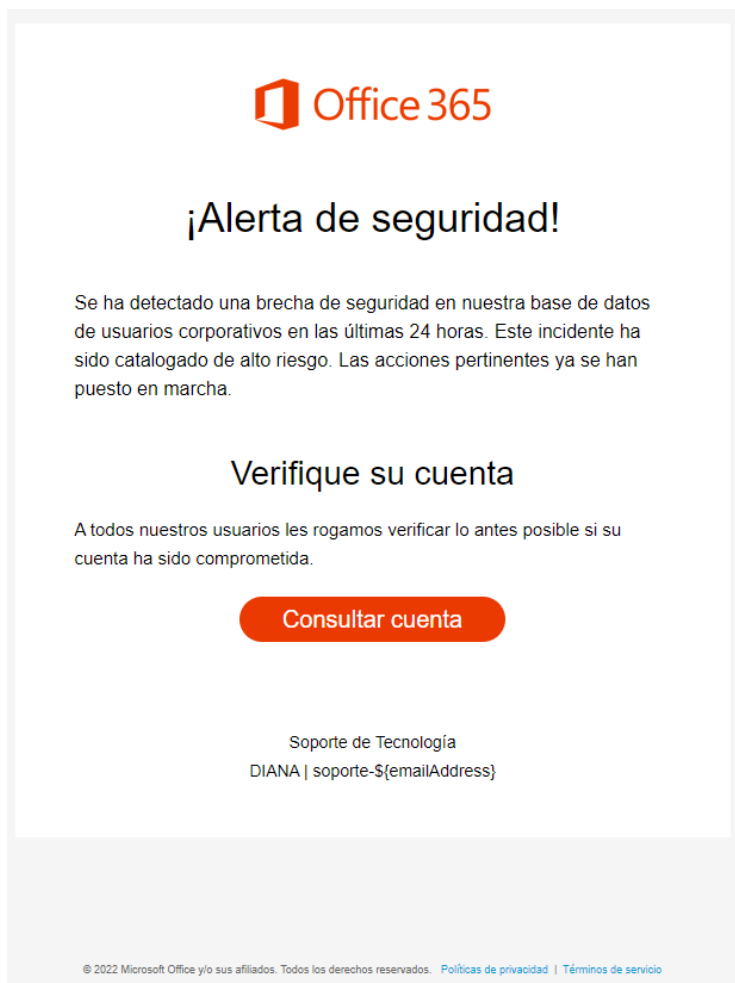 Office 365
¡Alerta de seguridad!
Se ha detectado una brecha de seguridad en nuestra base de datos
de usuarios corporativos en las últimas 24 horas. Este incidente ha
sido catalogado de alto riesgo. Las acciones pertinentes ya se han
puesto en marcha.
Verifique su cuenta
A todos nuestros usuarios les rogamos verificar lo antes posible si su
cuenta ha sido comprometida.
Consultar cuenta
Soporte de Tecnología
DIANA | soporte-${emailAddress}
© 2022 Microsoft Office y/o sus afiliados. Todos los derechos reservados. Políticas de privacidad | Términos de servicio